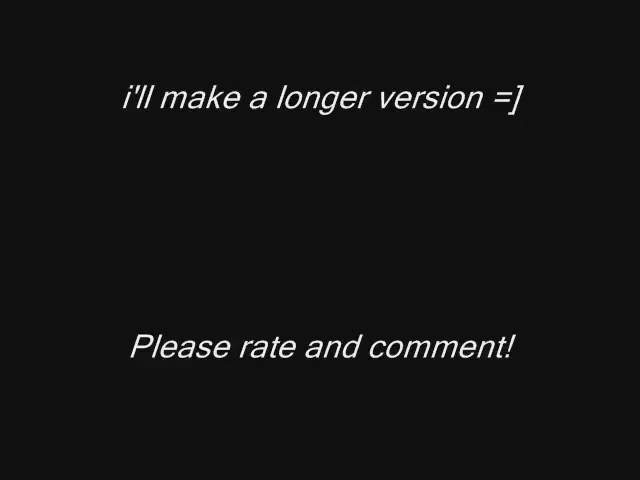 i'll make a longer version =]
Please rate and comment!